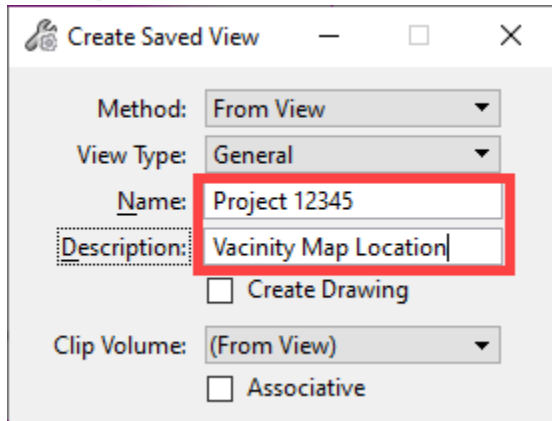 Create Saved View
Method: From View
View Type: General
Name: Project 12345
Description: Vacinity Map Location
Create Drawing
Clip Volume: (From View)
Associative